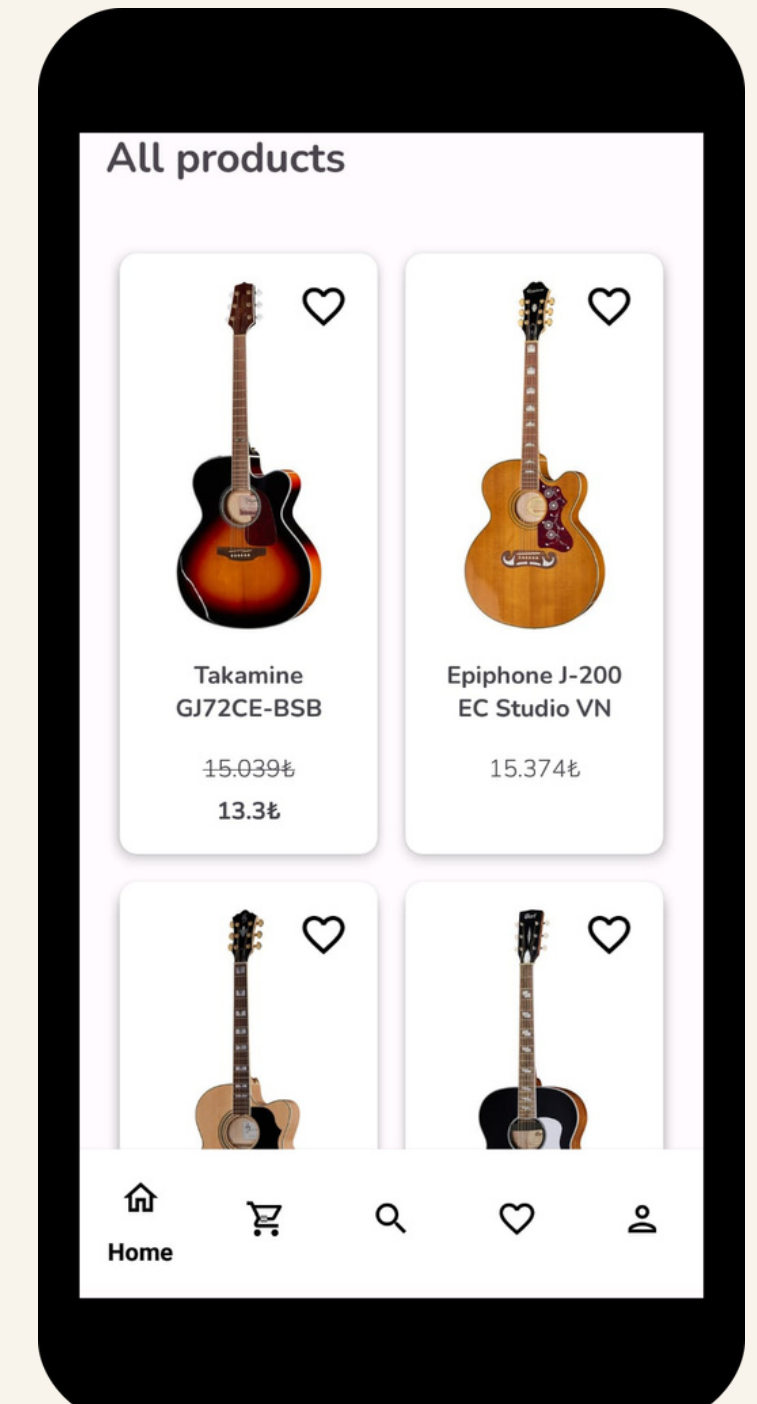 All products
Takamine
GJ72CE-BSB
15.039₺
13.3₺
Epiphone J-200
EC Studio VN
15.374₺
Home